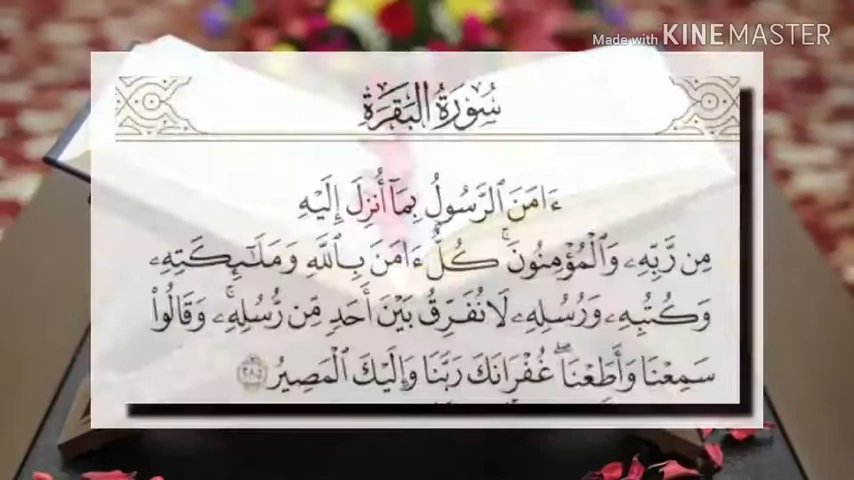 Made with KINEMASTER
سُورَةُ البَقَرَةِ
ءَامَنَ ٱلرَّسُولُ بِمَآ أُنزِلَ إِلَيْهِ
مِن رَّبِّهِۦ وَٱلْمُؤْمِنُونَ ۚ كُلٌّ ءَامَنَ بِٱللَّهِ وَمَلَـٰٓئِكَتِهِۦ
وَكُتُبِهِۦ وَرُسُلِهِۦ لَا نُفَرِّقُ بَيْنَ أَحَدٍ مِّن رُّسُلِهِۦ ۚ وَقَالُوا۟
سَمِعْنَا وَأَطَعْنَا ۖ غُفْرَانَكَ رَبَّنَا وَإِلَيْكَ ٱلْمَصِيرُ ٢٨٥